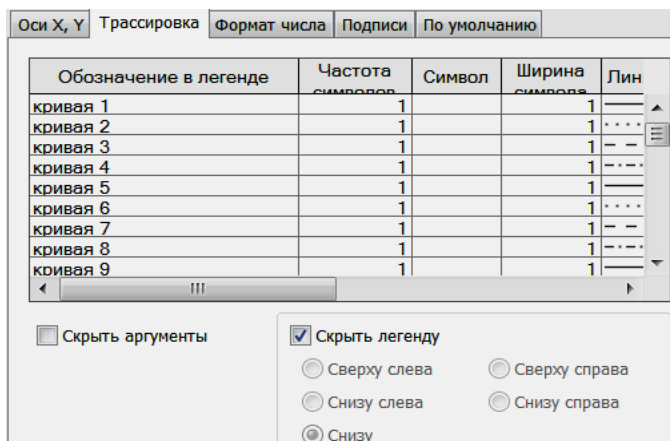 Оси X, Y Трассировка Формат числа Подписи По умолчанию
Обозначение в легенде Частота символов Символ Ширина символа Лин
кривая 1 1 1
кривая 2 1 1
кривая 3 1 1
кривая 4 1 1
кривая 5 1 1
кривая 6 1 1
кривая 7 1 1
кривая 8 1 1
кривая 9 1 1
Скрыть аргументы Скрыть легенду
Сверху слева Сверху справа
Снизу слева Снизу справа
Снизу